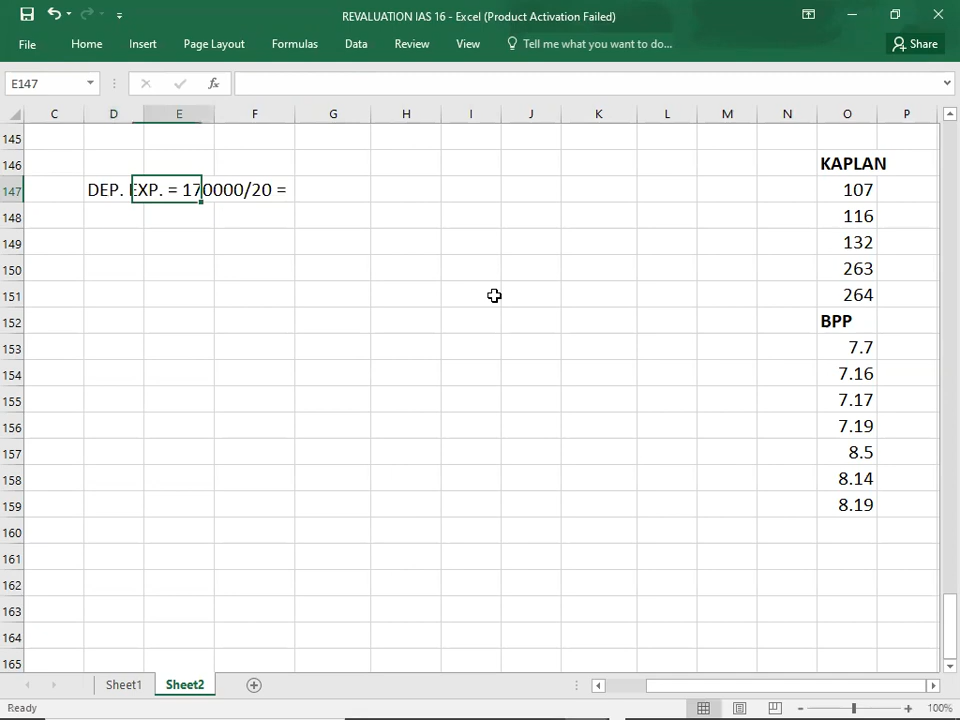 REVALUATION IAS 16 - Excel (Product Activation Failed)
File Home Insert Page Layout Formulas Data Review View Tell me what you want to do... Share
E147 fx
C D E F G H I J K L M N O P
145
146 KAPLAN
147 DEP. EXP. = 170000/20 = 107
148 116
149 132
150 263
151 264
152 BPP
153 7.7
154 7.16
155 7.17
156 7.19
157 8.5
158 8.14
159 8.19
160
161
162
163
164
165
Sheet1 Sheet2
Ready 100%